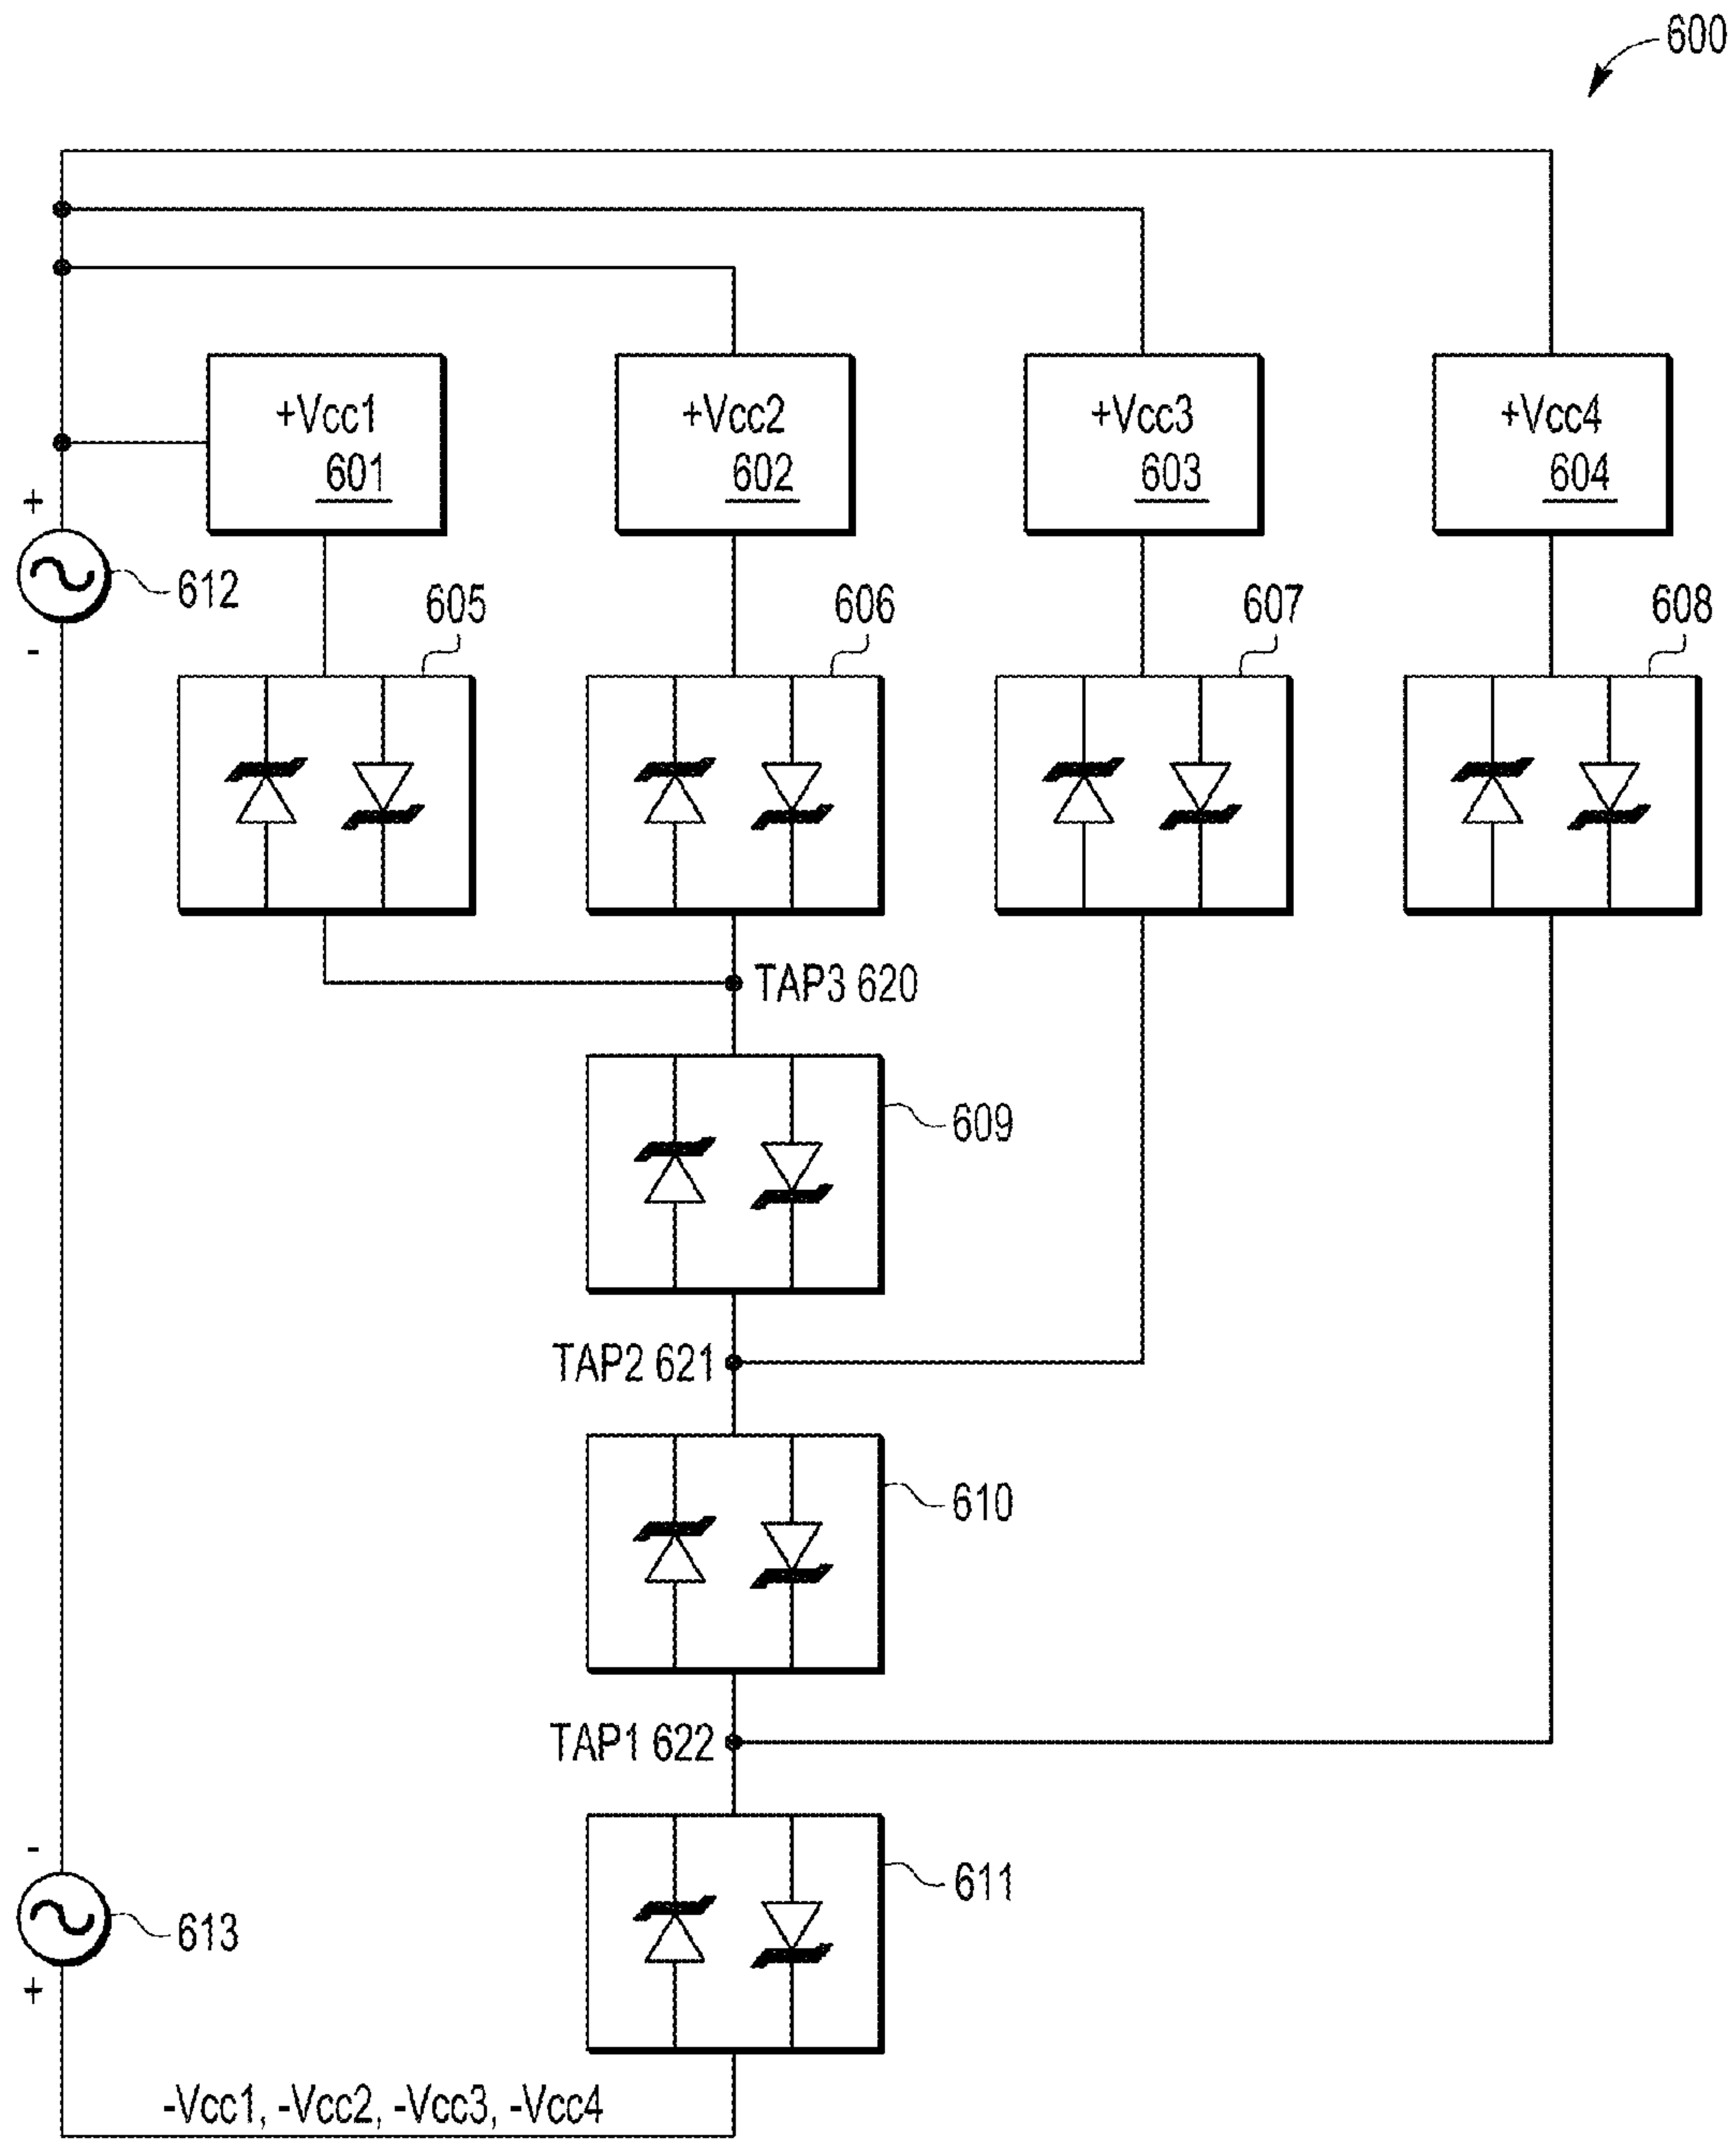 600
+Vcc1
601
+Vcc2
602
+Vcc3
603
+Vcc4
604
+
612
-
605
606
607
608
TAP3 620
609
TAP2 621
610
TAP1 622
-
613
+
611
-Vcc1, -Vcc2, -Vcc3, -Vcc4